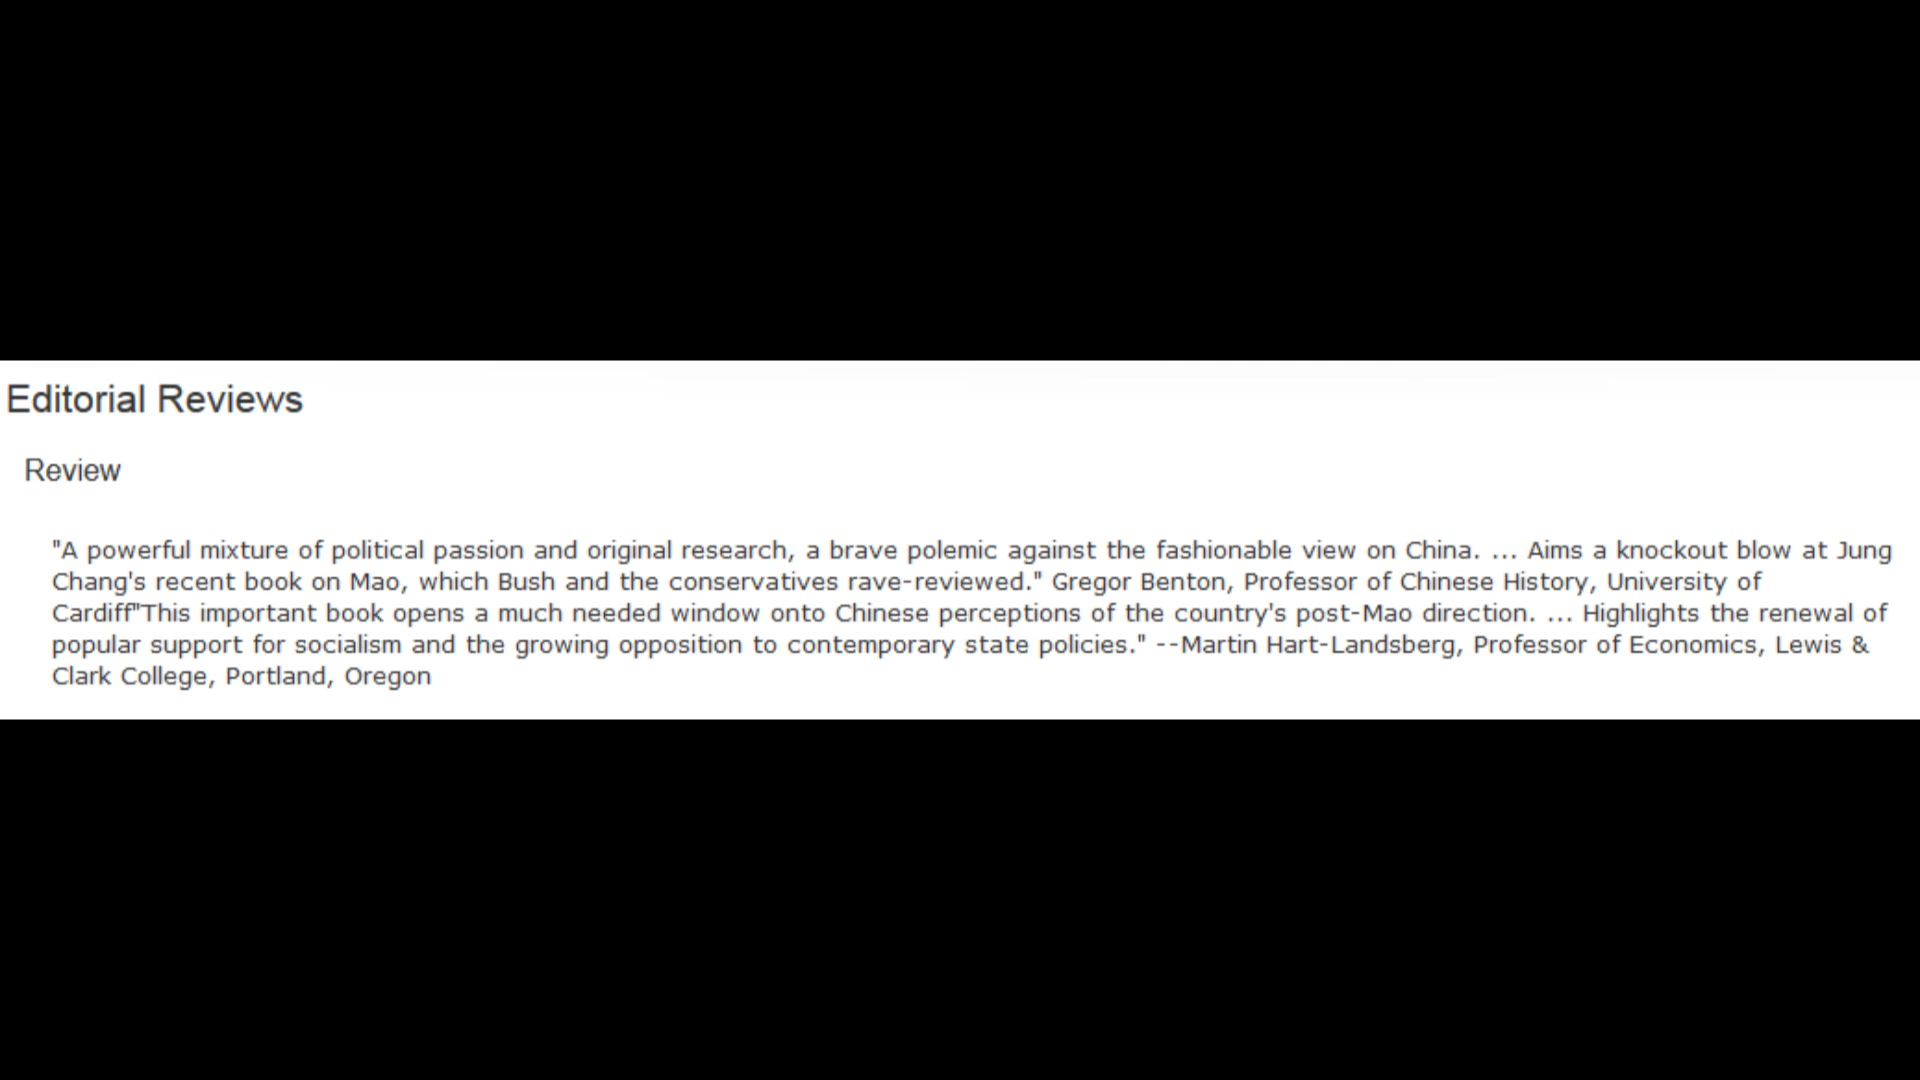 Editorial Reviews
Review
"A powerful mixture of political passion and original research, a brave polemic against the fashionable view on China. ... Aims a knockout blow at Jung
Chang's recent book on Mao, which Bush and the conservatives rave-reviewed." Gregor Benton, Professor of Chinese History, University of
Cardiff"This important book opens a much needed window onto Chinese perceptions of the country's post-Mao direction. ... Highlights the renewal of
popular support for socialism and the growing opposition to contemporary state policies." --Martin Hart-Landsberg, Professor of Economics, Lewis &
Clark College, Portland, Oregon